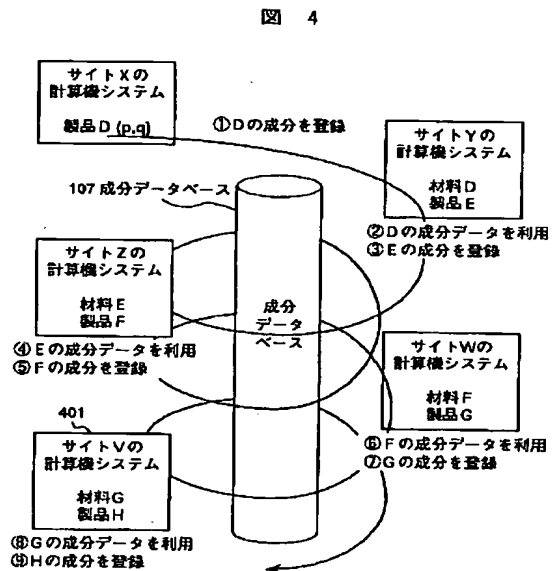 図 4
サイトXの
計算機システム
製品D (p,q)
①Dの成分を登録
サイトYの
計算機システム
材料D
製品E
②Dの成分データを利用
③Eの成分を登録
107 成分データベース
サイトZの
計算機システム
材料E
製品F
④Eの成分データを利用
⑤Fの成分を登録
成分
データ
ベース
サイトWの
計算機システム
材料F
製品G
⑥Fの成分データを利用
⑦Gの成分を登録
401
サイトVの
計算機システム
材料G
製品H
⑧Gの成分データを利用
⑨Hの成分を登録